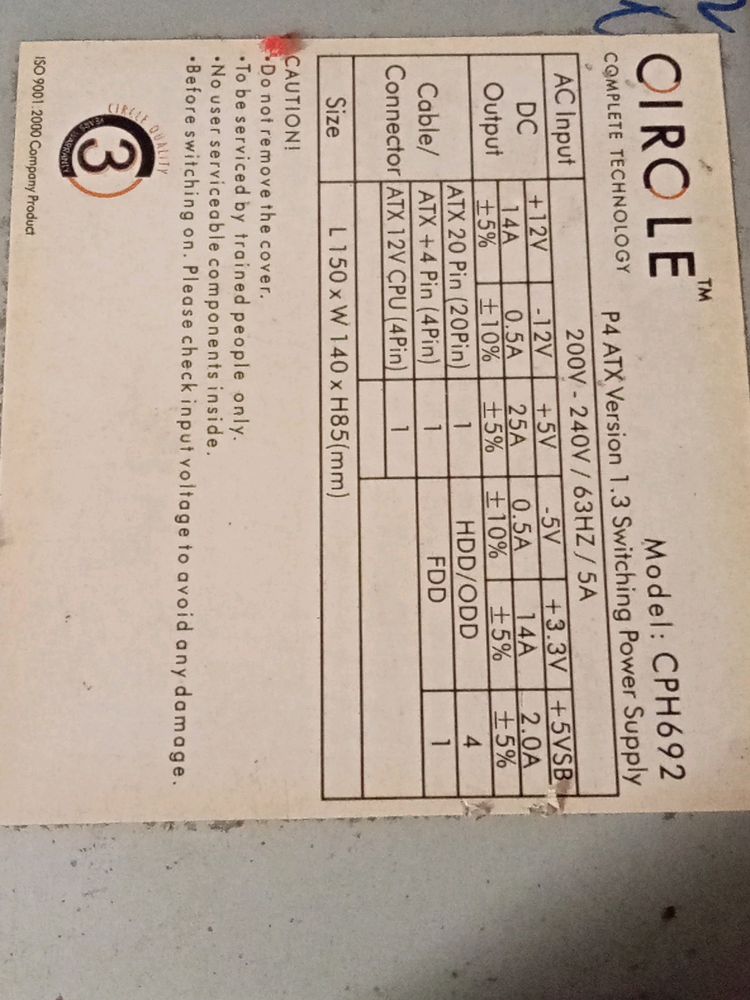 CIRCLE™
COMPLETE TECHNOLOGY
Model: CPH692
P4 ATX Version 1.3 Switching Power Supply
AC Input 200V - 240V / 63HZ / 5A
DC Output +12V -12V +5V -5V +3.3V +5VSB
14A 0.5A 25A 0.5A 14A 2.0A
±5% ±10% ±5% ±10% ±5% ±5%
Cable/ Connector ATX 20 Pin (20Pin) 1 HDD/ODD 4
ATX +4 Pin (4Pin) 1 FDD 1
ATX 12V CPU (4Pin) 1
Size L 150 x W 140 x H85(mm)
CAUTION!
•Do not remove the cover.
•To be serviced by trained people only.
•No user serviceable components inside.
•Before switching on. Please check input voltage to avoid any damage.
CIRCLE QUALITY
3
YEARS WARRANTY
ISO 9001:2000 Company Product